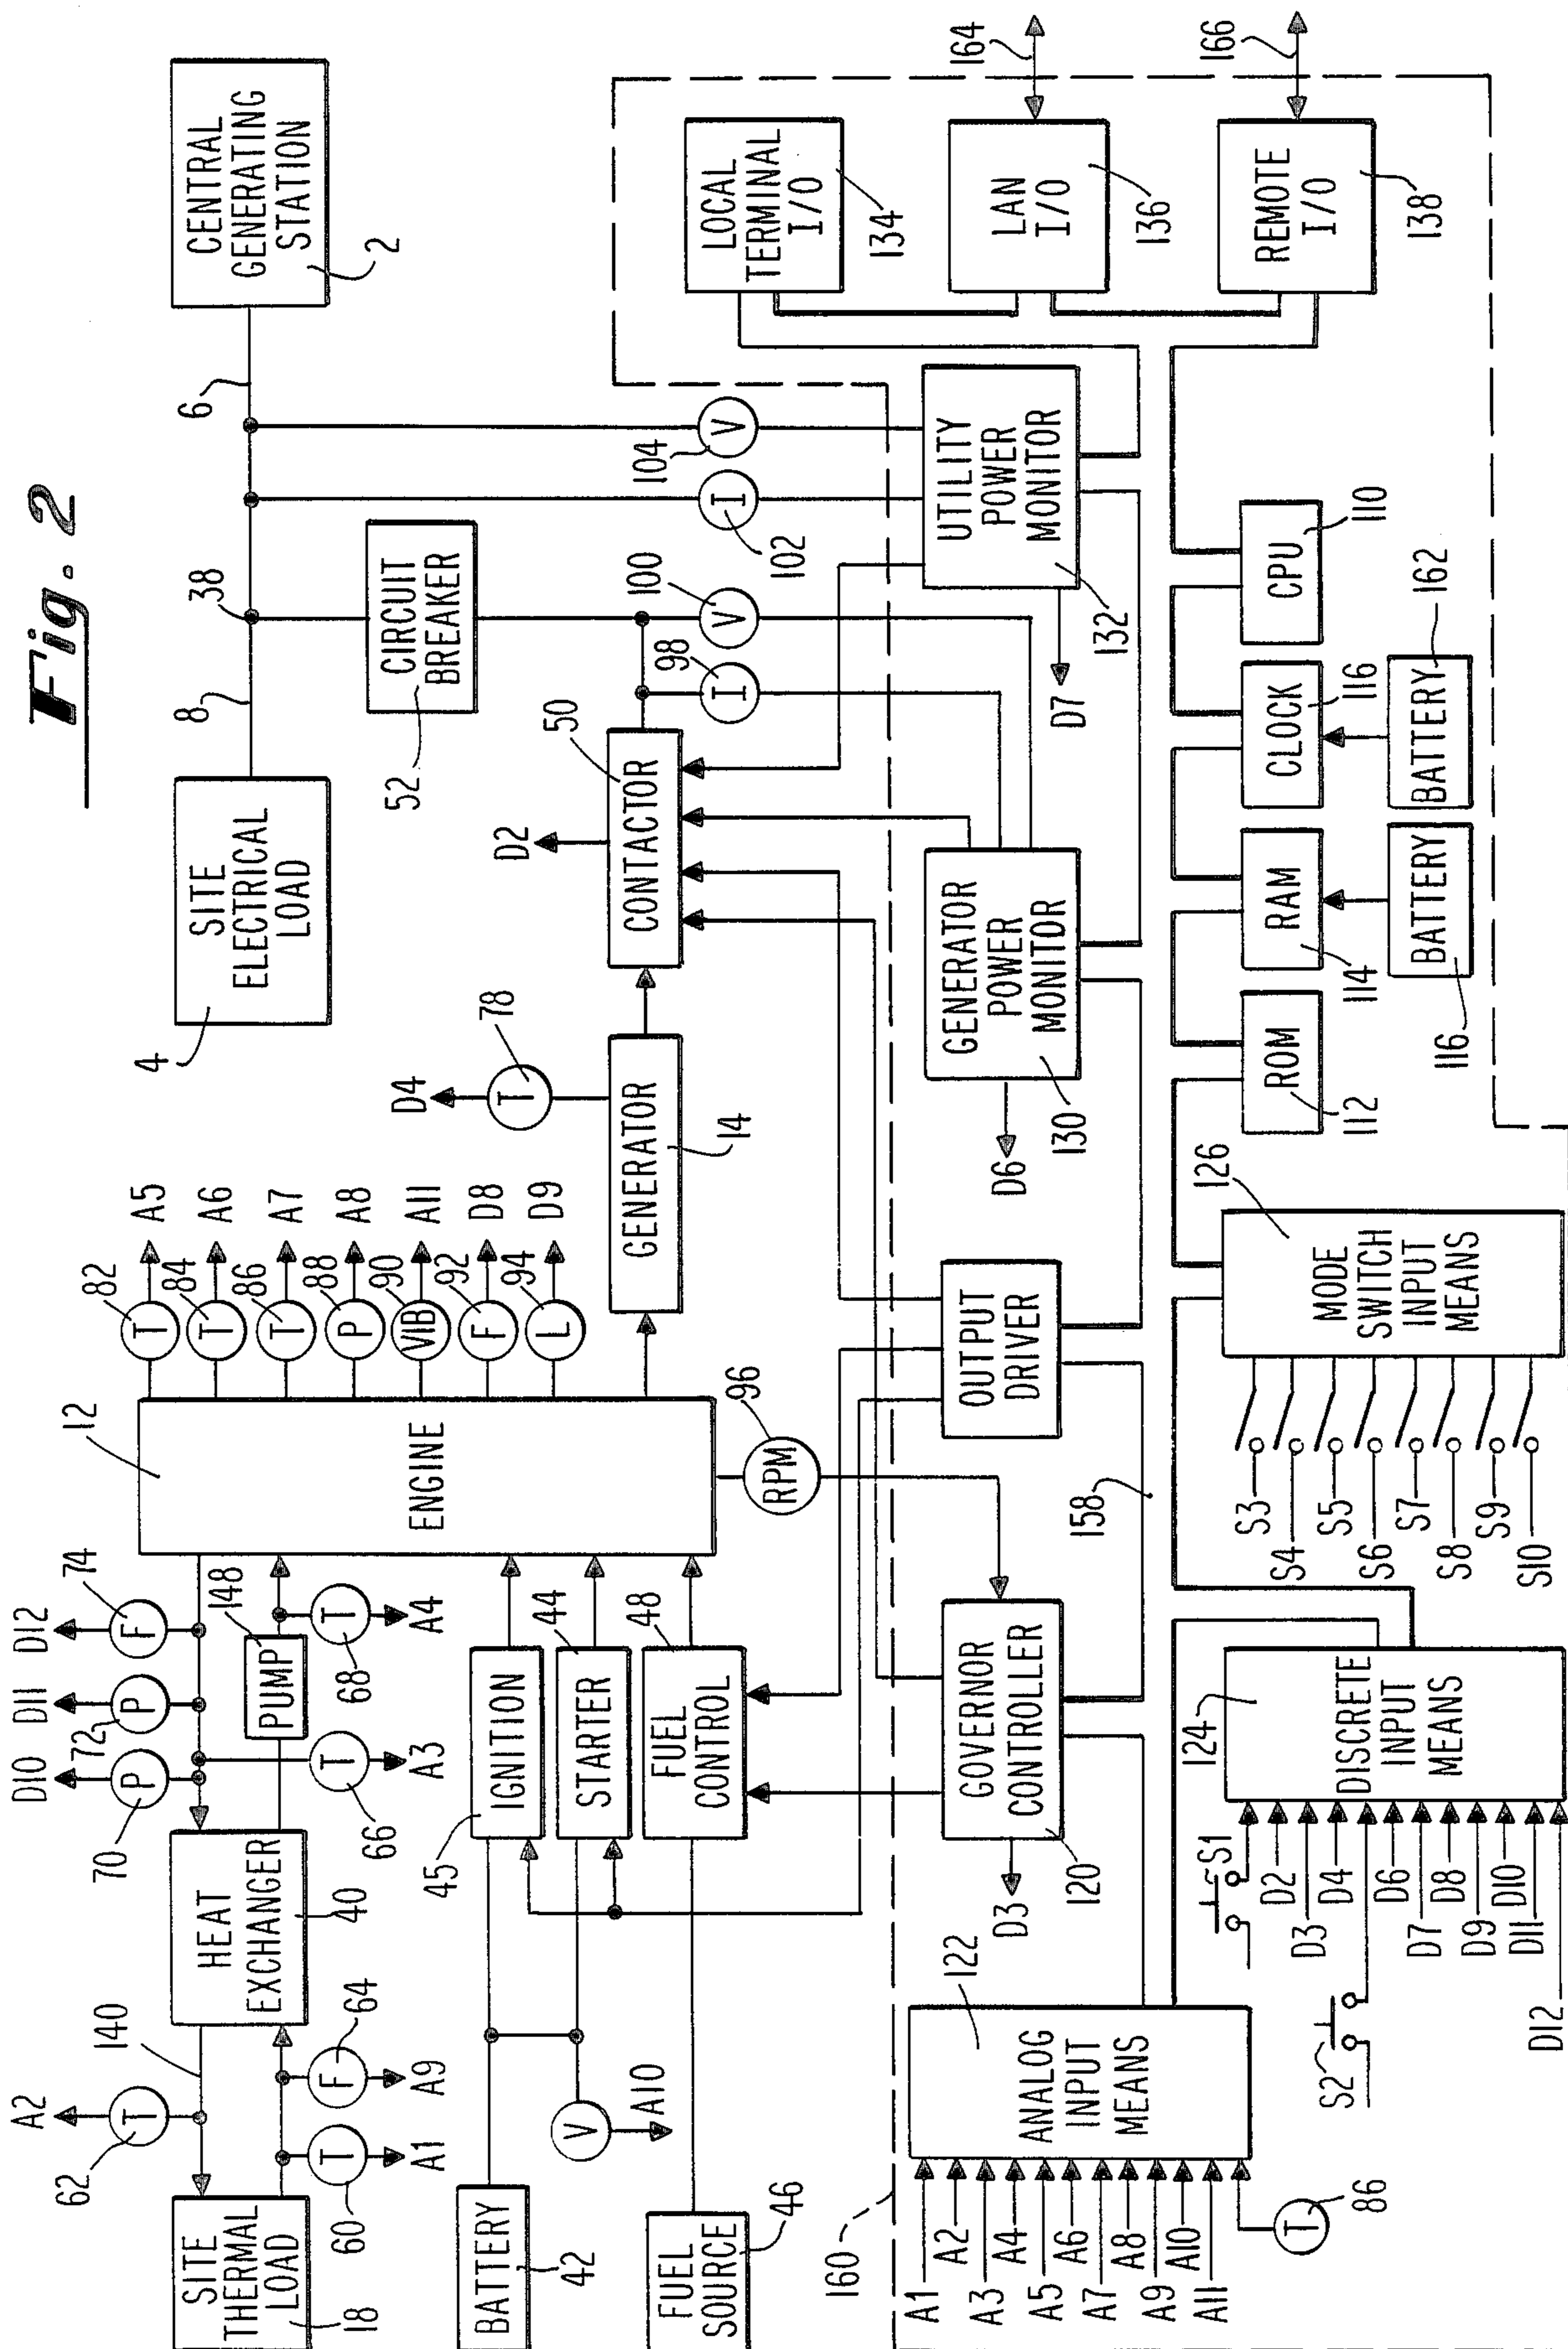 Fig. 2
CENTRAL
GENERATING
STATION
2
6
8
38
SITE
ELECTRICAL
LOAD
4
CIRCUIT
BREAKER
52
100
V
98
I
102
I
104
V
50
CONTACTOR
D2
78
T
D4
GENERATOR
14
12
ENGINE
82
T
A5
84
T
A6
86
T
A7
88
P
A8
90
VIB
A11
92
F
D8
94
L
D9
96
RPM
74
F
D12
72
P
D11
70
P
D10
148
PUMP
68
T
A4
66
T
A3
HEAT
EXCHANGER
40
140
62
T
A2
64
F
A9
60
T
A1
SITE
THERMAL
LOAD
18
45
IGNITION
44
STARTER
48
FUEL
CONTROL
BATTERY
42
V
A10
FUEL
SOURCE
46
160
LOCAL
TERMINAL
I/O
134
LAN
I/O
136
164
REMOTE
I/O
138
166
UTILITY
POWER
MONITOR
132
D7
GENERATOR
POWER
MONITOR
130
D6
OUTPUT
DRIVER
158
GOVERNOR
CONTROLLER
120
D3
122
ANALOG
INPUT
MEANS
A1
A2
A3
A4
A5
A6
A7
A8
A9
A10
A11
T
86
CPU
110
CLOCK
116
BATTERY
162
RAM
114
BATTERY
116
ROM
112
126
MODE
SWITCH
INPUT
MEANS
S3
S4
S5
S6
S7
S8
S9
S10
124
DISCRETE
INPUT
MEANS
S1
D2
D3
D4
S2
D6
D7
D8
D9
D10
D11
D12